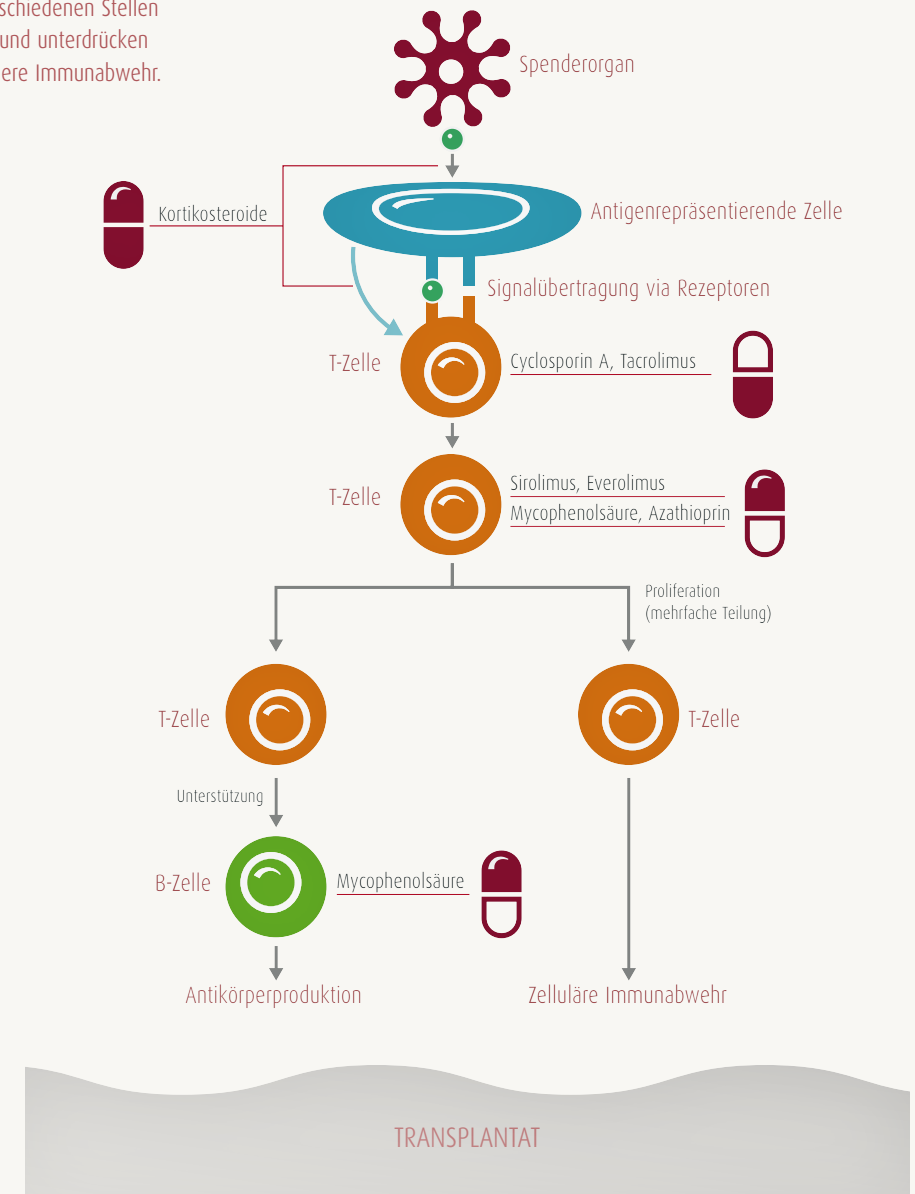 schiedenen Stellen
und unterdrücken
ere Immunabwehr.
Spenderorgan
Kortikosteroide
Antigenrepräsentierende Zelle
Signalübertragung via Rezeptoren
T-Zelle
Cyclosporin A, Tacrolimus
T-Zelle
Sirolimus, Everolimus
Mycophenolsäure, Azathioprin
Proliferation
(mehrfache Teilung)
T-Zelle
T-Zelle
Unterstützung
B-Zelle
Mycophenolsäure
Antikörperproduktion
Zelluläre Immunabwehr
TRANSPLANTAT